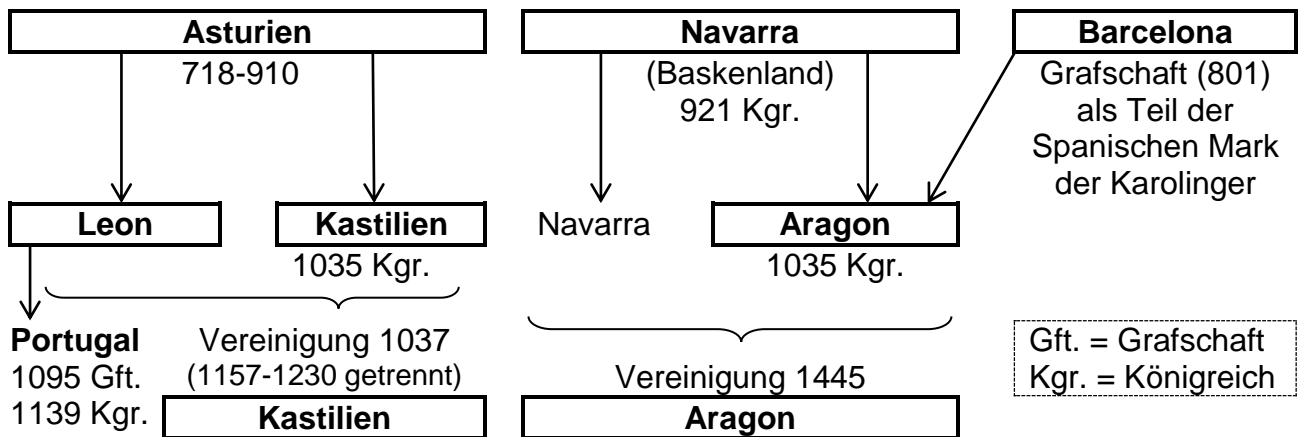 Asturien
718-910
Navarra
(Baskenland)
921 Kgr.
Barcelona
Grafschaft (801)
als Teil der
Spanischen Mark
der Karolinger
Leon
Kastilien
1035 Kgr.
Navarra
Aragon
1035 Kgr.
Portugal
1095 Gft.
1139 Kgr.
Vereinigung 1037
(1157-1230 getrennt)
Kastilien
Vereinigung 1445
Aragon
Gft. = Grafschaft
Kgr. = Königreich